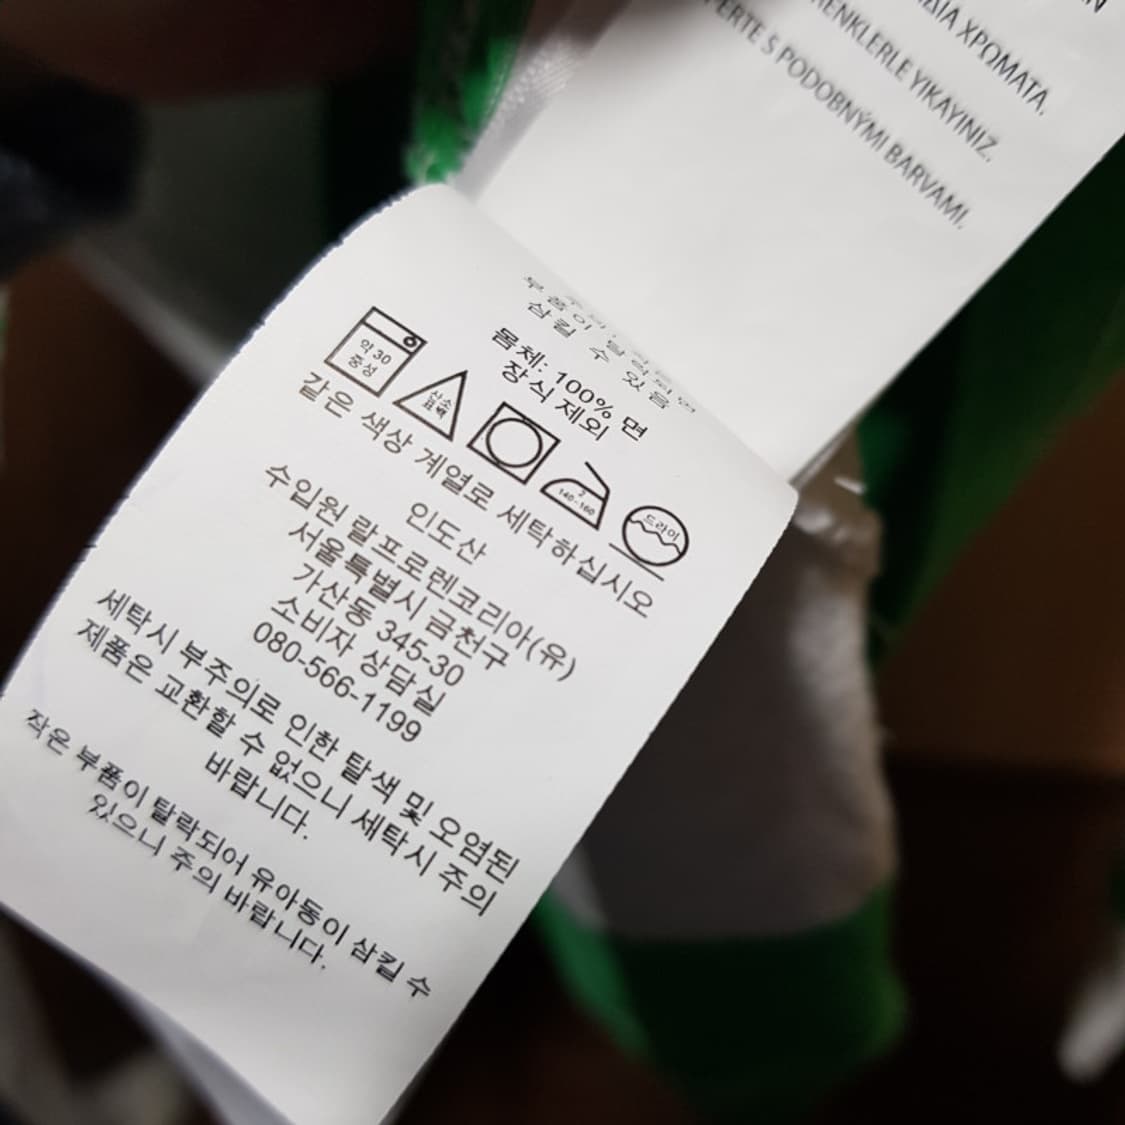 ΙΔΙΑ ΧΡΩΜΑΤΑ.
RENKLERLE YIKAYINIZ.
PERTE S PODOBNÝMI BARVAMI.
삼킬 수 있음
몸체: 100% 면
장식 제외
약 30
중성
산소
표백
2
140-160
드라이
같은 색상 계열로 세탁하십시오
인도산
수입원 랄프로렌코리아(유)
서울특별시 금천구
가산동 345-30
소비자 상담실
080-566-1199
세탁시 부주의로 인한 탈색 및 오염된
제품은 교환할 수 없으니 세탁시 주의
바랍니다.
작은 부품이 탈락되어 유아동이 삼킬 수
있으니 주의 바랍니다.